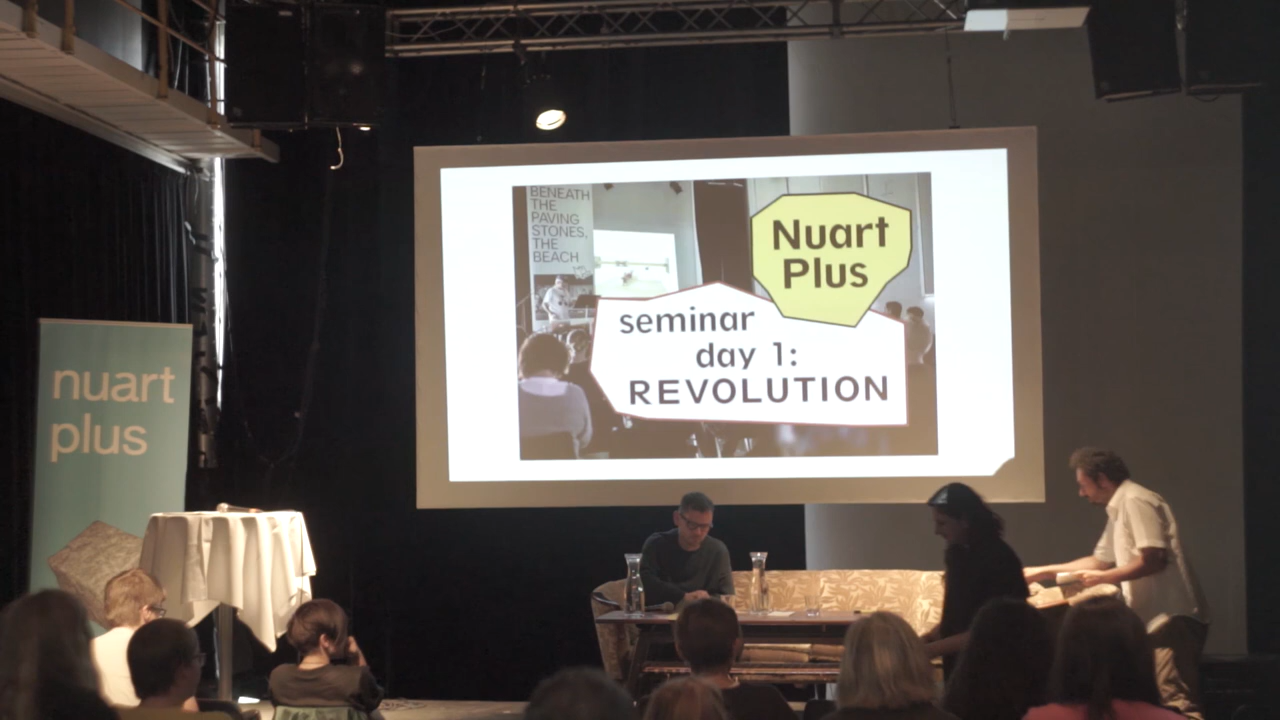 BENEATH
THE
PAVING
STONES,
THE
BEACH
Nuart
Plus
seminar
day 1:
REVOLUTION
nuart
plus